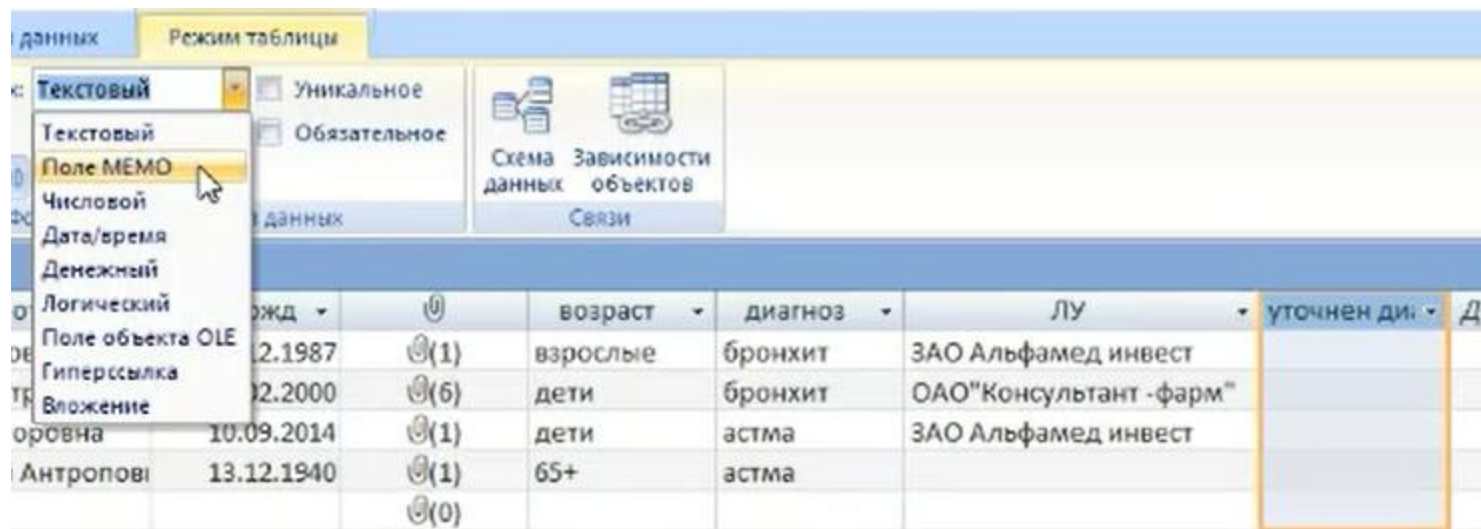 данных Режим таблицы
Текстовый Уникальное
Текстовый Обязательное
Поле МЕМО
Схема данных Зависимости объектов
Числовой
данных Связи
Дата/время
Денежный
Логический
Поле объекта OLE
Гиперссылка
Вложение
возраст диагноз ЛУ уточнен
12.1987 (1) взрослые бронхит ЗАО Альфамед инвест
02.2000 (6) дети бронхит ОАО"Консультант -фарм"
оровна 10.09.2014 (1) дети астма ЗАО Альфамед инвест
13.12.1940 (1) 65+ астма
(0)